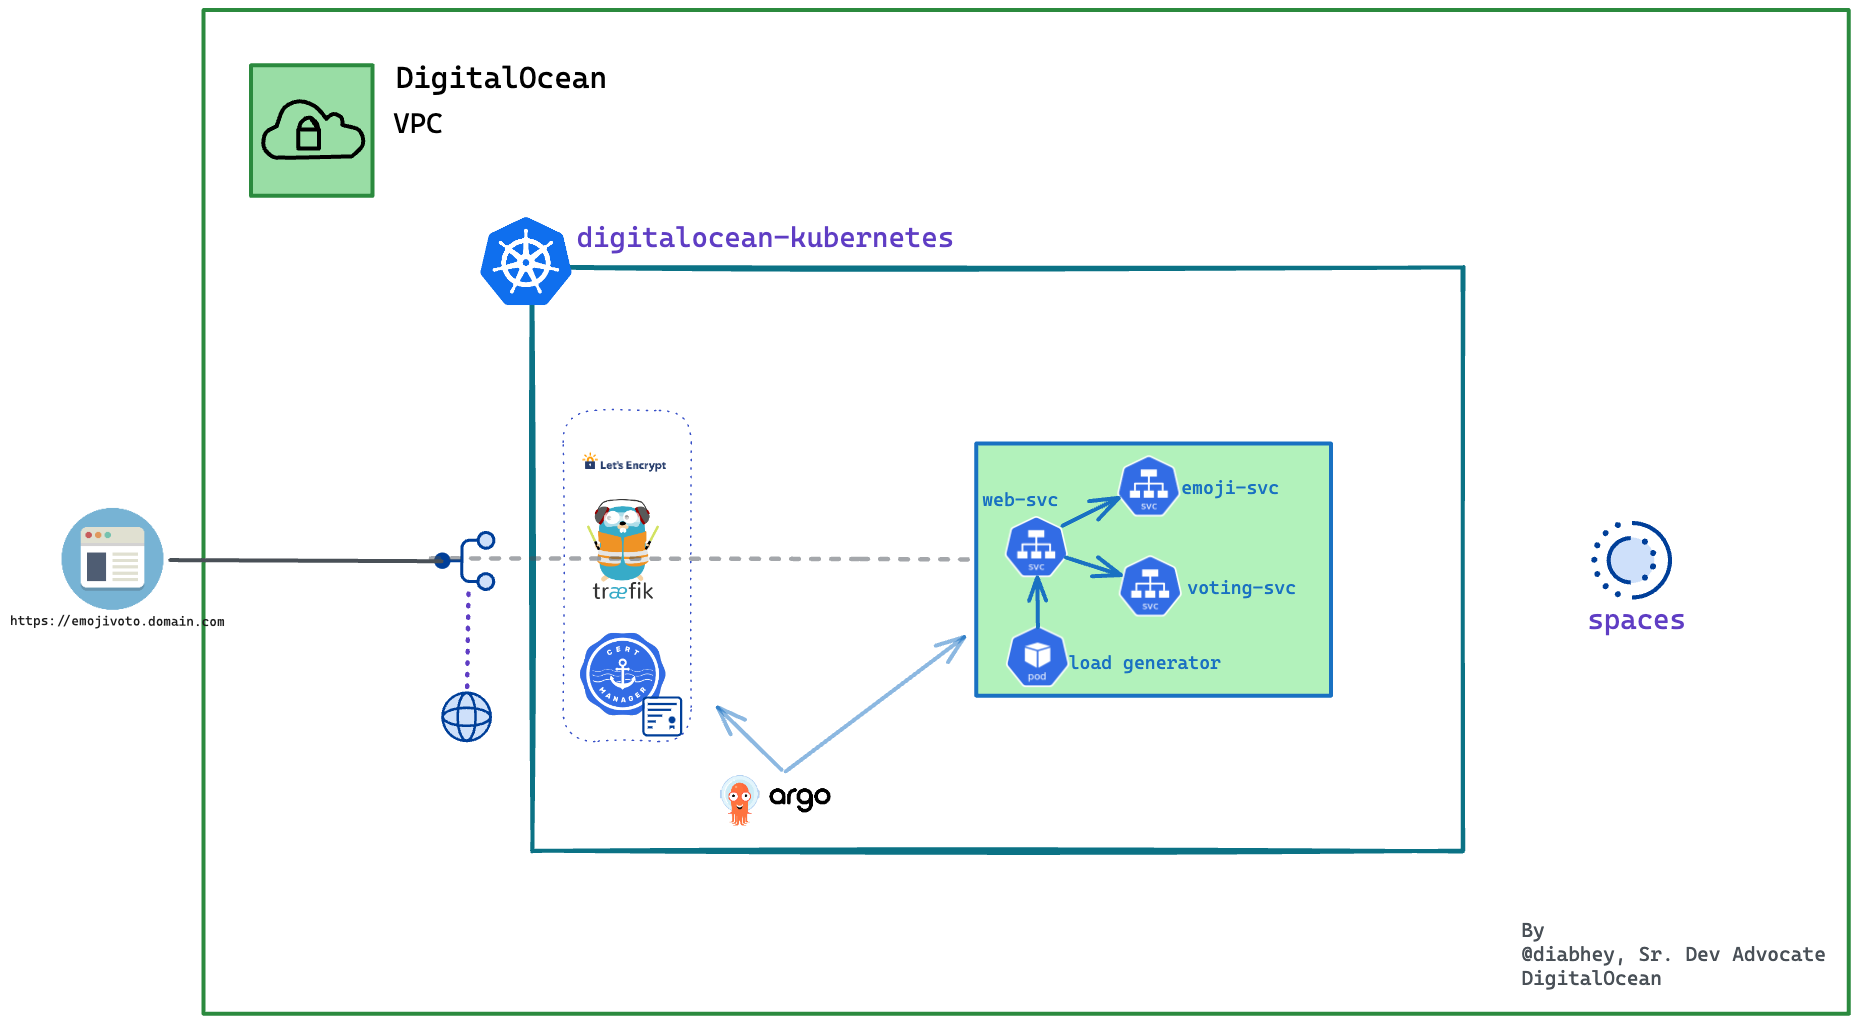 DigitalOcean
VPC
digitalocean-kubernetes
Let's Encrypt
træfik
CERT
MANAGER
argo
https://emojivoto.domain.com
web-svc
svc
emoji-svc
svc
voting-svc
svc
load generator
pod
spaces
By
@diabhey, Sr. Dev Advocate
DigitalOcean